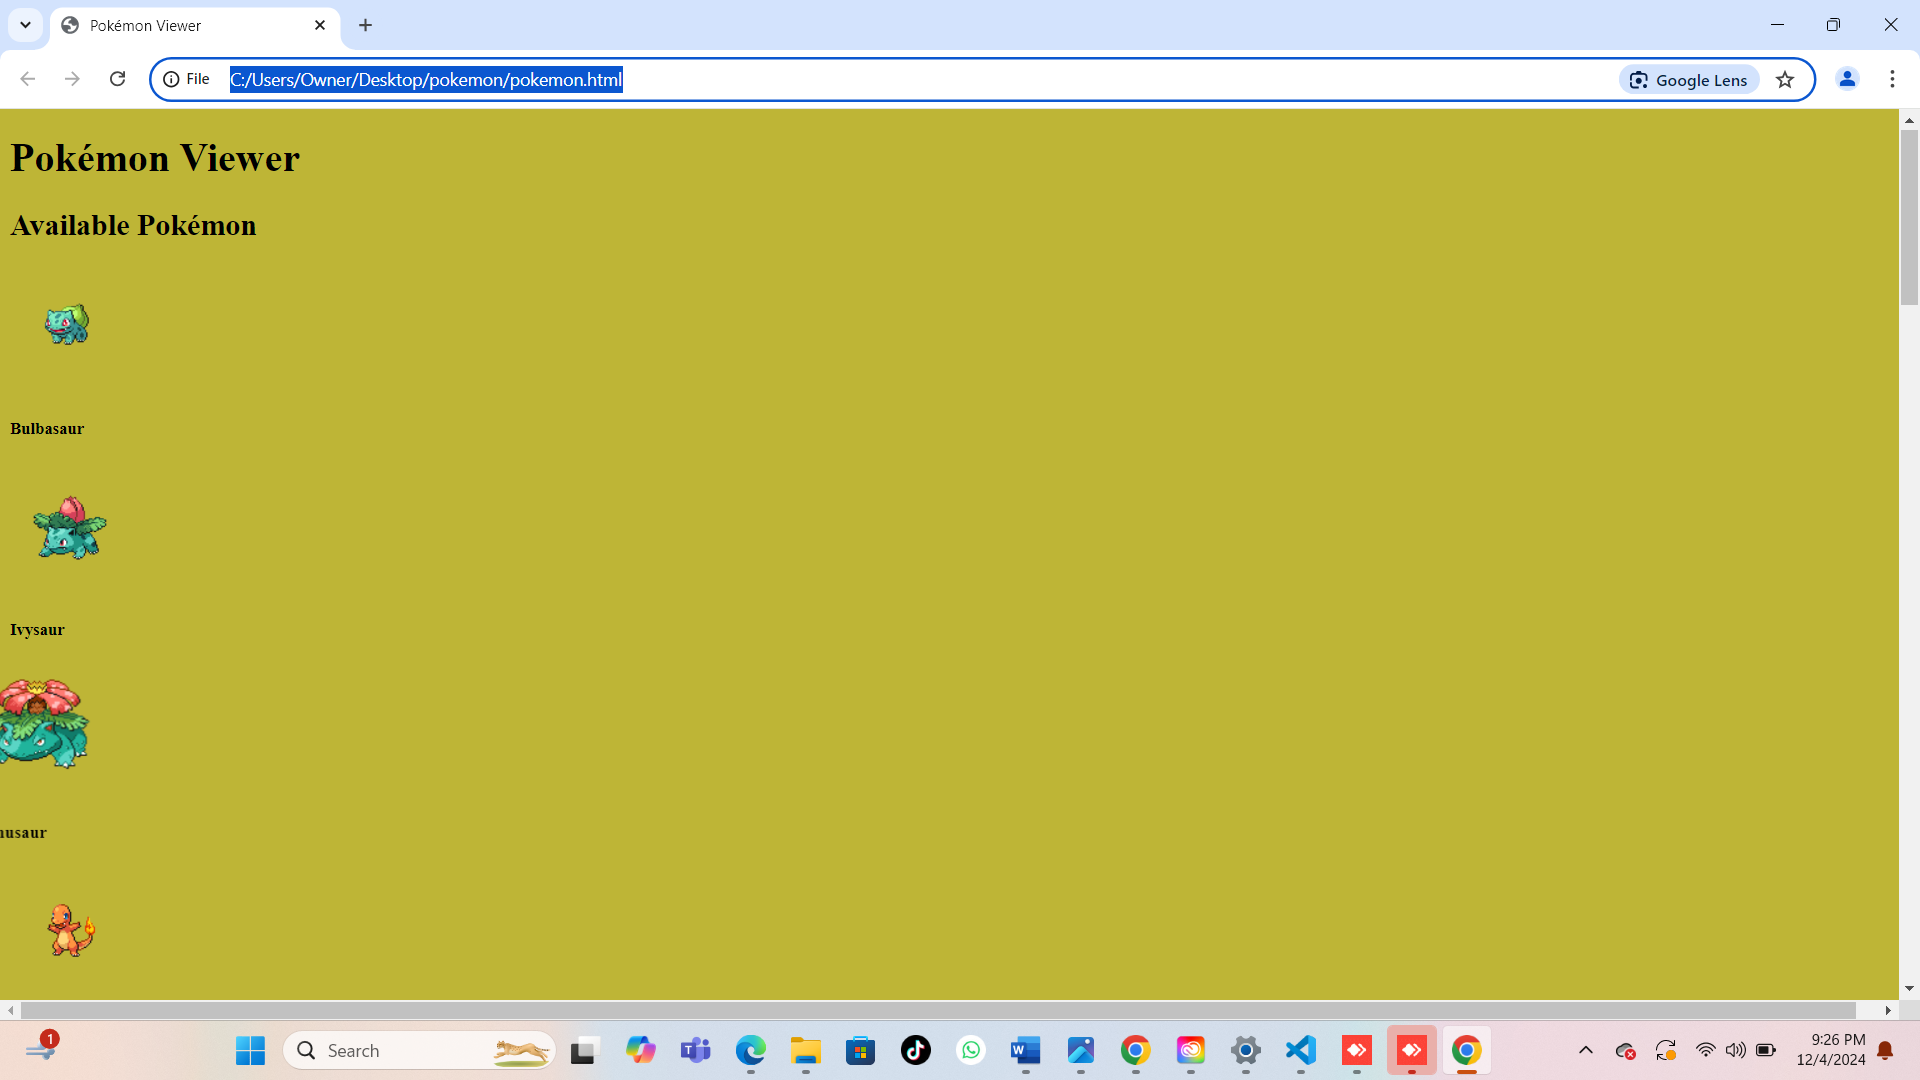 Pokémon Viewer
File
C:/Users/Owner/Desktop/pokemon/pokemon.html
Google Lens
Pokémon Viewer
Available Pokémon
Bulbasaur
Ivysaur
nusaur
1
Search
9:26 PM
12/4/2024